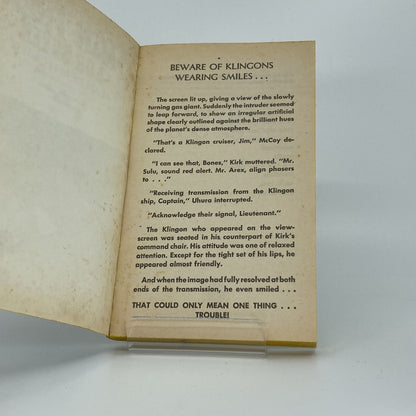 BEWARE OF KLINGONS
WEARING SMILES . . .
The screen lit up, giving a view of the slowly
turning gas giant. Suddenly the intruder seemed
to leap forward, to show an irregular artificial
shape clearly outlined against the brilliant hues
of the planet's dense atmosphere.
"That's a Klingon cruiser, Jim," McCoy de-
clared.
"I can see that, Bones," Kirk muttered. "Mr.
Sulu, sound red alert. Mr. Arex, align phasers
to . . ."
"Receiving transmission from the Klingon
ship, Captain," Uhura interrupted.
"Acknowledge their signal, Lieutenant."
The Klingon who appeared on the view-
screen was seated in his counterpart of Kirk's
command chair. His attitude was one of relaxed
attention. Except for the tight set of his lips, he
appeared almost friendly.
And when the image had fully resolved at both
ends of the transmission, he even smiled . . .
THAT COULD ONLY MEAN ONE THING . . .
TROUBLE!